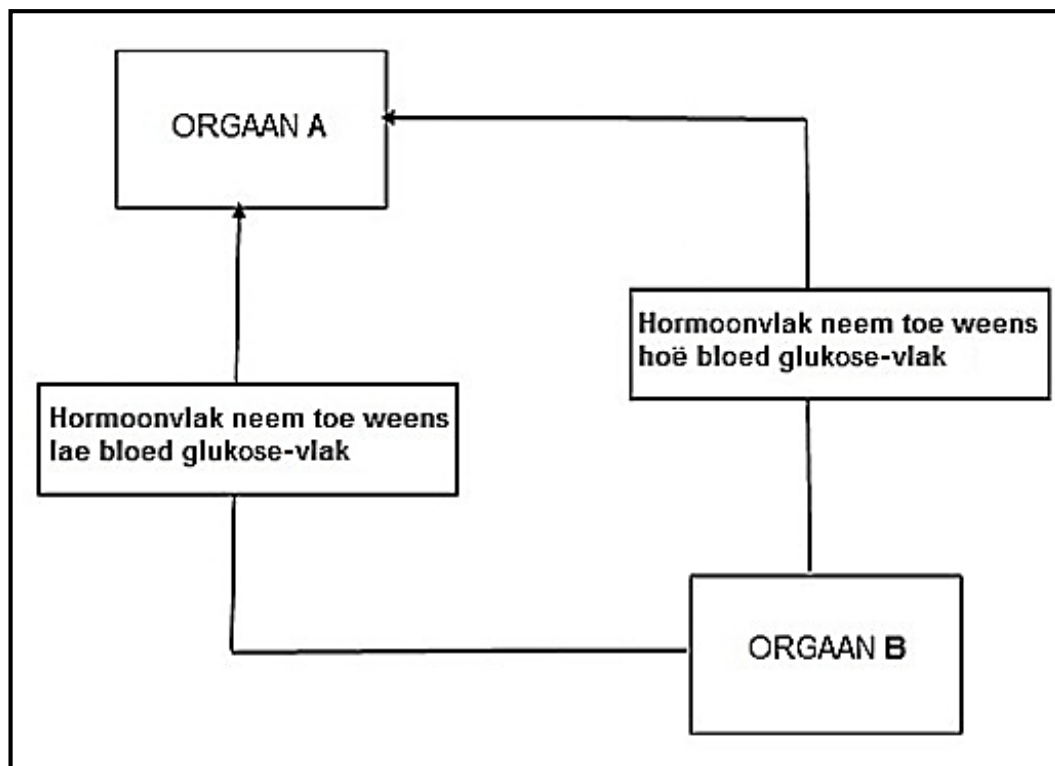 ORGAAN A
Hormoonvlak neem toe weens
hoë bloed glukose-vlak
Hormoonvlak neem toe weens
lae bloed glukose-vlak
ORGAAN B